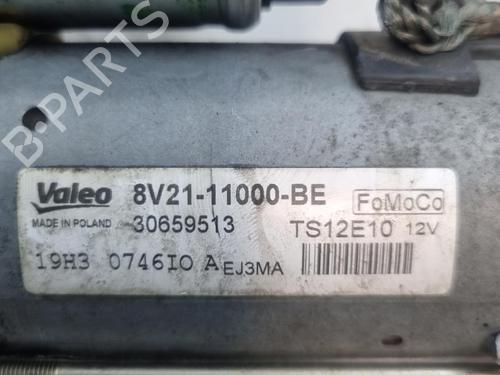 Valeo 8V21-11000-BE FoMoCo
MADE IN POLAND 30659513 TS12E10 12V
19H3 0746IO A EJ3MA
B-PARTS